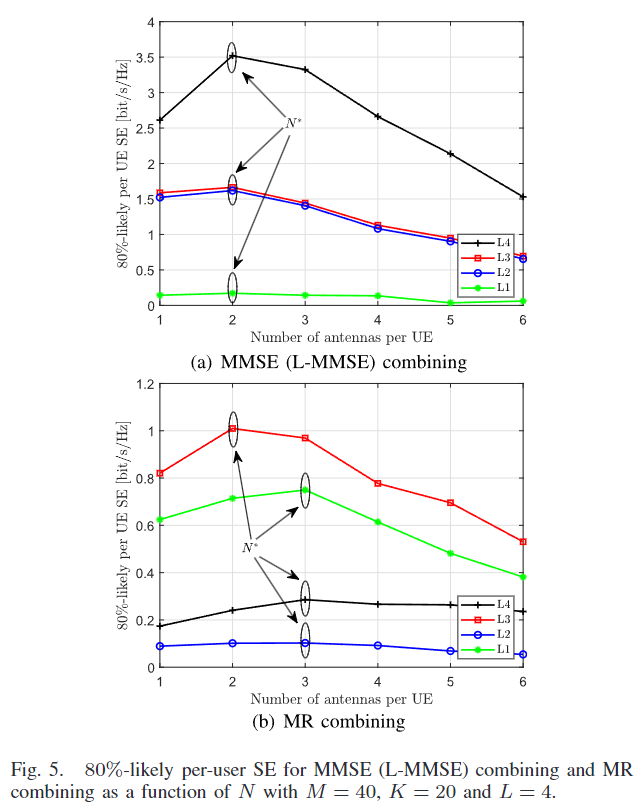 4
3.5
3
2.5
2
1.5
1
0.5
0
80%-likely per UE SE [bit/s/Hz]
N*
L4
L3
L2
L1
1 2 3 4 5 6
Number of antennas per UE
(a) MMSE (L-MMSE) combining
1.2
1
0.8
0.6
0.4
0.2
0
80%-likely per UE SE [bit/s/Hz]
N*
L4
L3
L2
L1
1 2 3 4 5 6
Number of antennas per UE
(b) MR combining
Fig. 5. 80%-likely per-user SE for MMSE (L-MMSE) combining and MR
combining as a function of N with M = 40, K = 20 and L = 4.